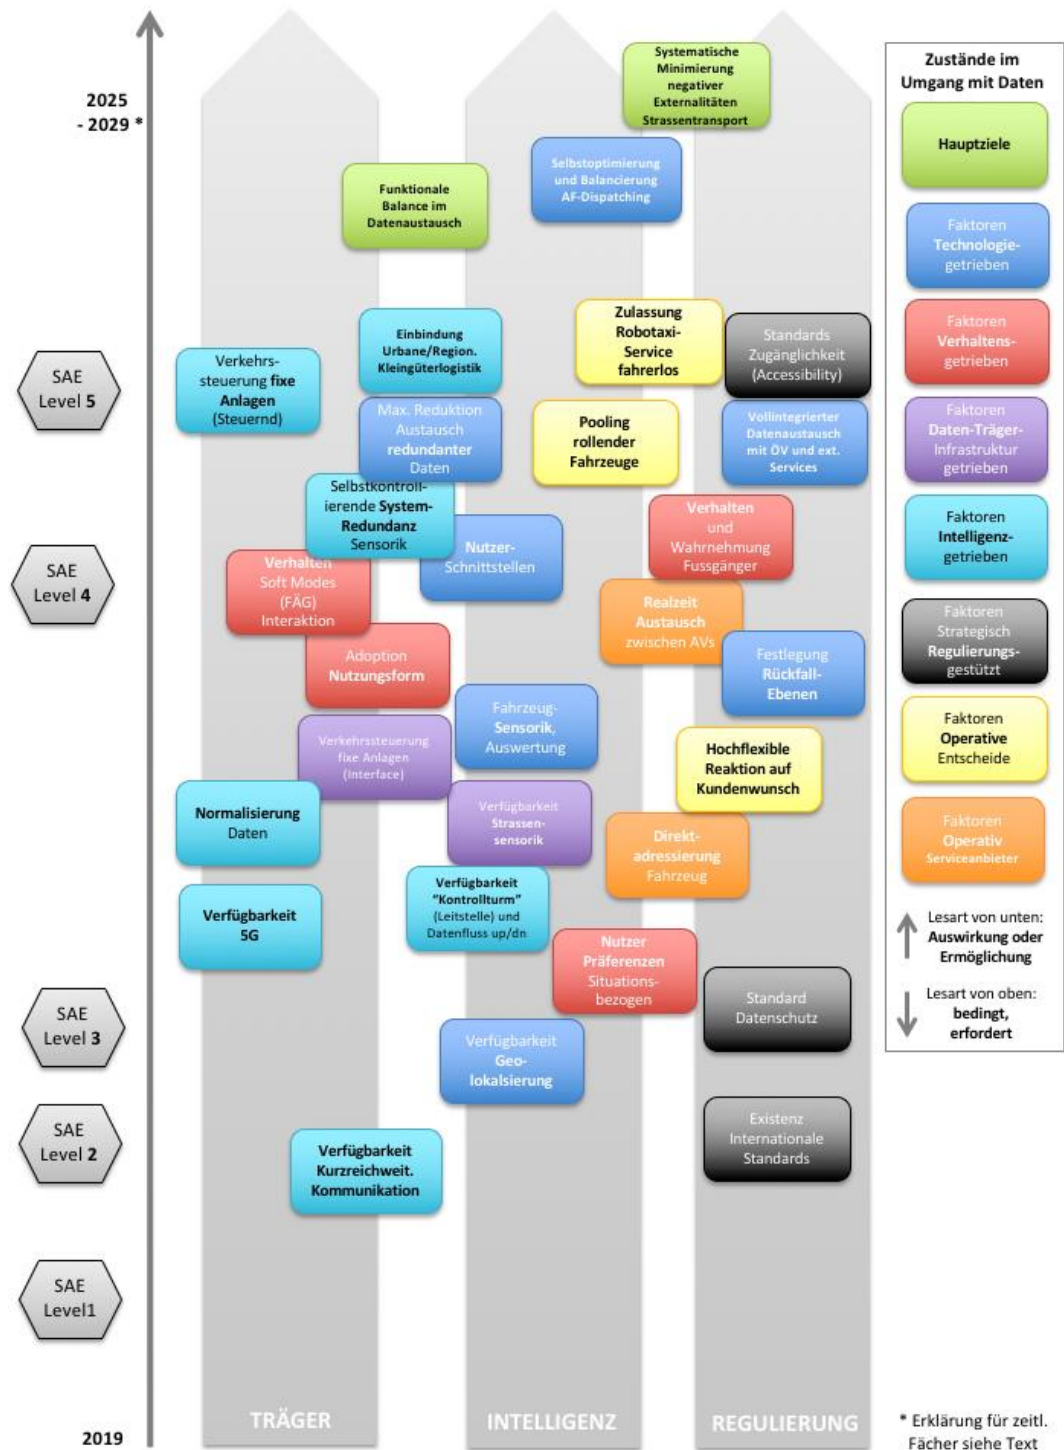 2025
- 2029 *
SAE
Level 5
SAE
Level 4
SAE
Level 3
SAE
Level 2
SAE
Level1
2019
Systematische
Minimierung
negativer
Externalitäten
Strassentransport
Selbstoptimierung
und Balancierung
AF-Dispatching
Funktionale
Balance im
Datenaustausch
Einbindung
Urbane/Region.
Kleingüterlogistik
Zulassung
Robotaxi-
Service
fahrerlos
Standards
Zugänglichkeit
(Accessibility)
Verkehrs-
steuerung fixe
Anlagen
(Steuernd)
Max. Reduktion
Austausch
redundanter
Daten
Pooling
rollender
Fahrzeuge
Vollintegrierter
Datenaustausch
mit ÖV und ext.
Services
Selbstkontroll-
ierende System-
Redundanz
Sensorik
Nutzer-
Schnittstellen
Verhalten
und
Wahrnehmung
Fussgänger
Verhalten
Soft Modes
(FÄG)
Interaktion
Realzeit
Austausch
zwischen AVs
Adoption
Nutzungsform
Festlegung
Rückfall-
Ebenen
Fahrzeug-
Sensorik,
Auswertung
Verkehrssteuerung
fixe Anlagen
(Interface)
Hochflexible
Reaktion auf
Kundenwunsch
Normalisierung
Daten
Verfügbarkeit
Strassen-
sensorik
Direkt-
adressierung
Fahrzeug
Verfügbarkeit
"Kontrollturm"
(Leitstelle) und
Datenfluss up/dn
Verfügbarkeit
5G
Nutzer
Präferenzen
Situations-
bezogen
Standard
Datenschutz
Verfügbarkeit
Geo-
lokalsierung
Existenz
Internationale
Standards
Verfügbarkeit
Kurzreichweit.
Kommunikation
TRÄGER
INTELLIGENZ
REGULIERUNG
Zustände im
Umgang mit Daten
Hauptziele
Faktoren
Technologie-
getrieben
Faktoren
Verhaltens-
getrieben
Faktoren
Daten-Träger-
Infrastruktur
getrieben
Faktoren
Intelligenz-
getrieben
Faktoren
Strategisch
Regulierungs-
gestützt
Faktoren
Operative
Entscheide
Faktoren
Operativ
Serviceanbieter
Lesart von unten:
Auswirkung oder
Ermöglichung
Lesart von oben:
bedingt,
erfordert
* Erklärung für zeitl.
Fächer siehe Text